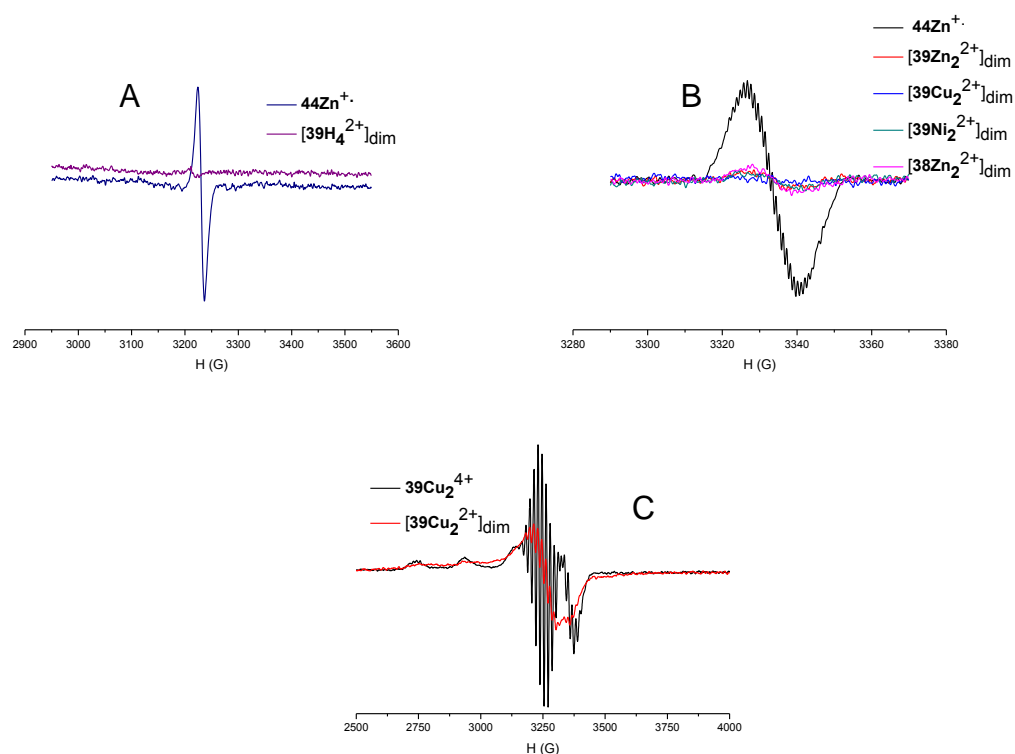 A
44Zn⁺·
[39H₄²⁺]dim
2900 3000 3100 3200 3300 3400 3500 3600
H (G)
B
44Zn⁺·
[39Zn₂²⁺]dim
[39Cu₂²⁺]dim
[39Ni₂²⁺]dim
[38Zn₂²⁺]dim
3280 3300 3320 3340 3360 3380
H (G)
39Cu₂⁴⁺
[39Cu₂²⁺]dim
C
2500 2750 3000 3250 3500 3750 4000
H (G)